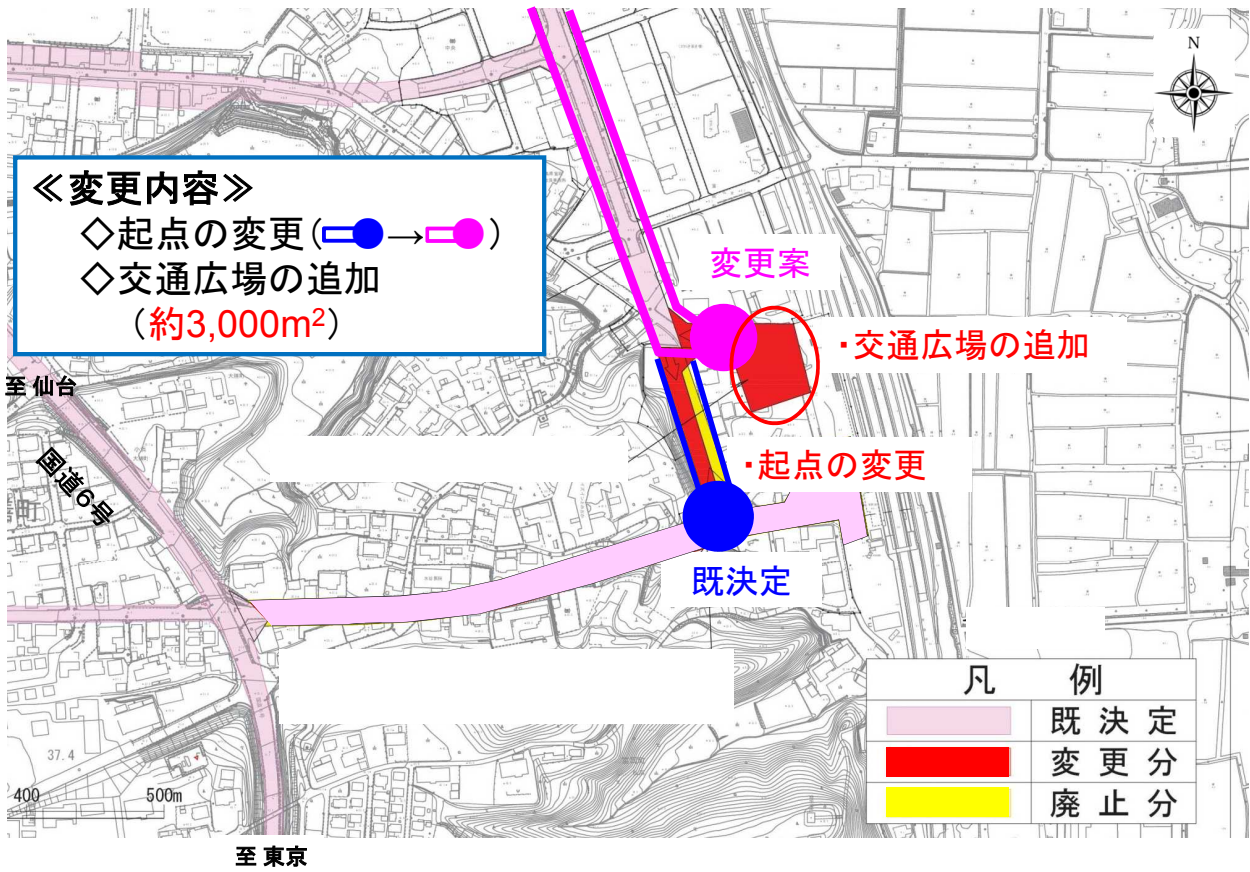 N
≪変更内容≫
◇起点の変更(→)
◇交通広場の追加
(約3,000m²)
変更案
・交通広場の追加
至 仙台
国道6号
・起点の変更
既決定
凡 例
既 決 定
変 更 分
廃 止 分
37.4
400 500m
至 東京